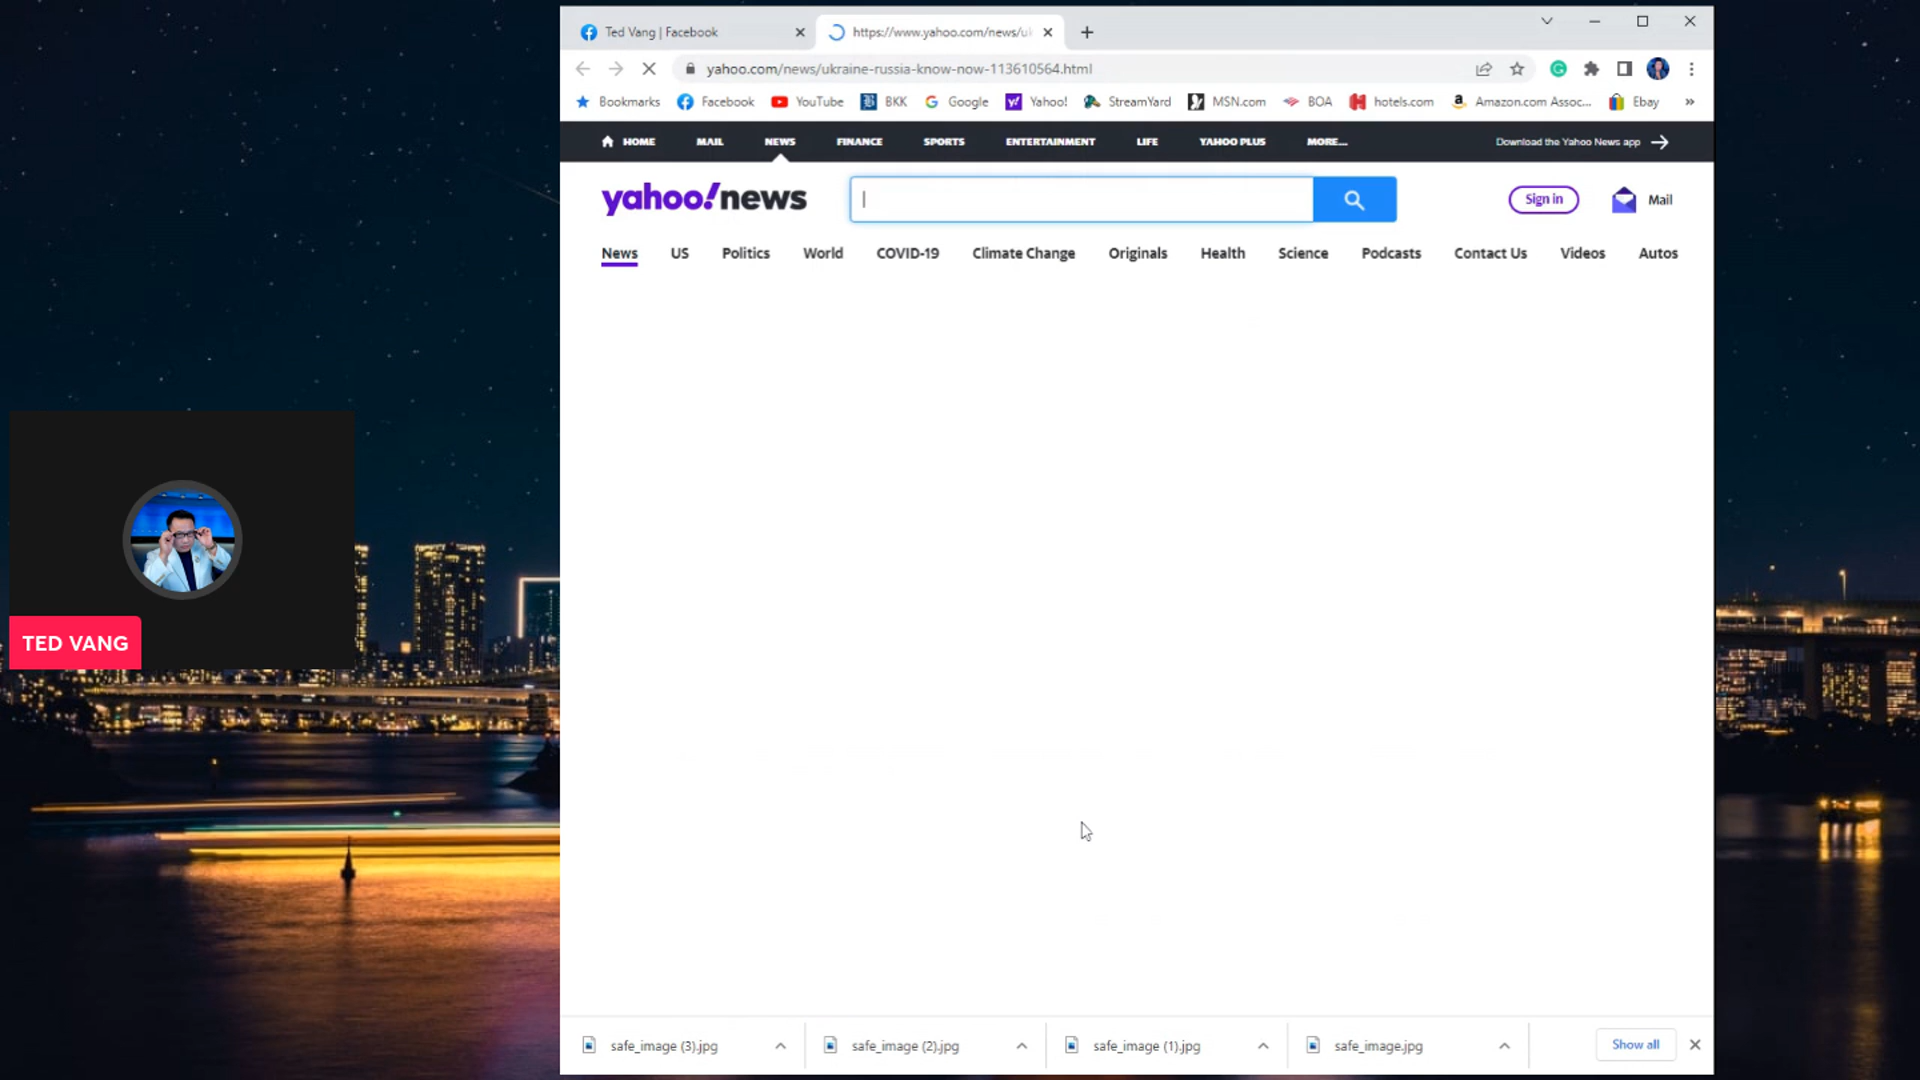 Ted Vang | Facebook
https://www.yahoo.com/news/uk
yahoo.com/news/ukraine-russia-know-now-113610564.html
Bookmarks Facebook YouTube BKK Google Yahoo! StreamYard MSN.com BOA hotels.com Amazon.com Assoc... Ebay »
HOME MAIL NEWS FINANCE SPORTS ENTERTAINMENT LIFE YAHOO PLUS MORE... Download the Yahoo News app
yahoo!news
Sign in Mail
News US Politics World COVID-19 Climate Change Originals Health Science Podcasts Contact Us Videos Autos
TED VANG
safe_image (3).jpg safe_image (2).jpg safe_image (1).jpg safe_image.jpg Show all